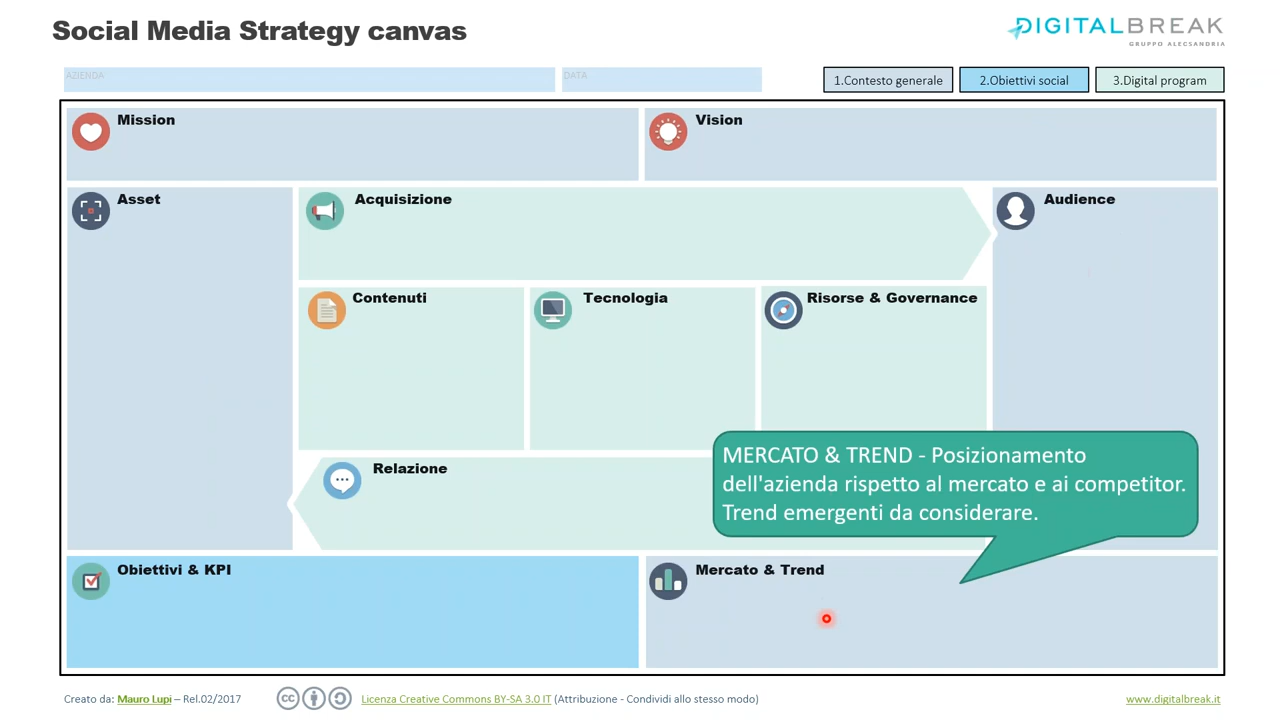 Social Media Strategy canvas
DIGITALBREAK
GRUPPO ALECSANDRIA
AZIENDA
DATA
1.Contesto generale
2.Obiettivi social
3.Digital program
Mission
Vision
Asset
Acquisizione
Audience
Contenuti
Tecnologia
Risorse & Governance
Relazione
MERCATO & TREND - Posizionamento
dell'azienda rispetto al mercato e ai competitor.
Trend emergenti da considerare.
Obiettivi & KPI
Mercato & Trend
Creato da: Mauro Lupi – Rel.02/2017
cc
Licenza Creative Commons BY-SA 3.0 IT (Attribuzione - Condividi allo stesso modo)
www.digitalbreak.it